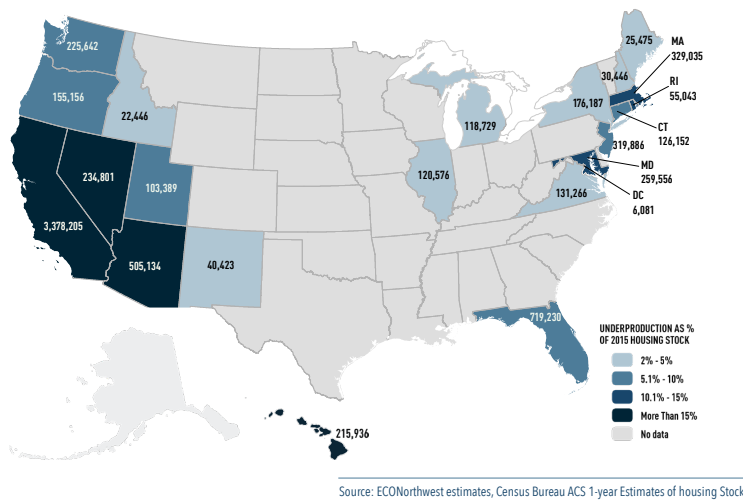 225,642
25,475
MA
329,035
30,446
RI
55,043
155,156
176,187
22,446
118,729
CT
126,152
319,886
MD
259,556
234,801
120,576
103,389
131,266
DC
6,081
3,378,205
505,134
40,423
719,230
UNDERPRODUCTION AS %
OF 2015 HOUSING STOCK
2% - 5%
5.1% - 10%
10.1% - 15%
More Than 15%
No data
215,936
Source: ECONorthwest estimates, Census Bureau ACS 1-year Estimates of housing Stock